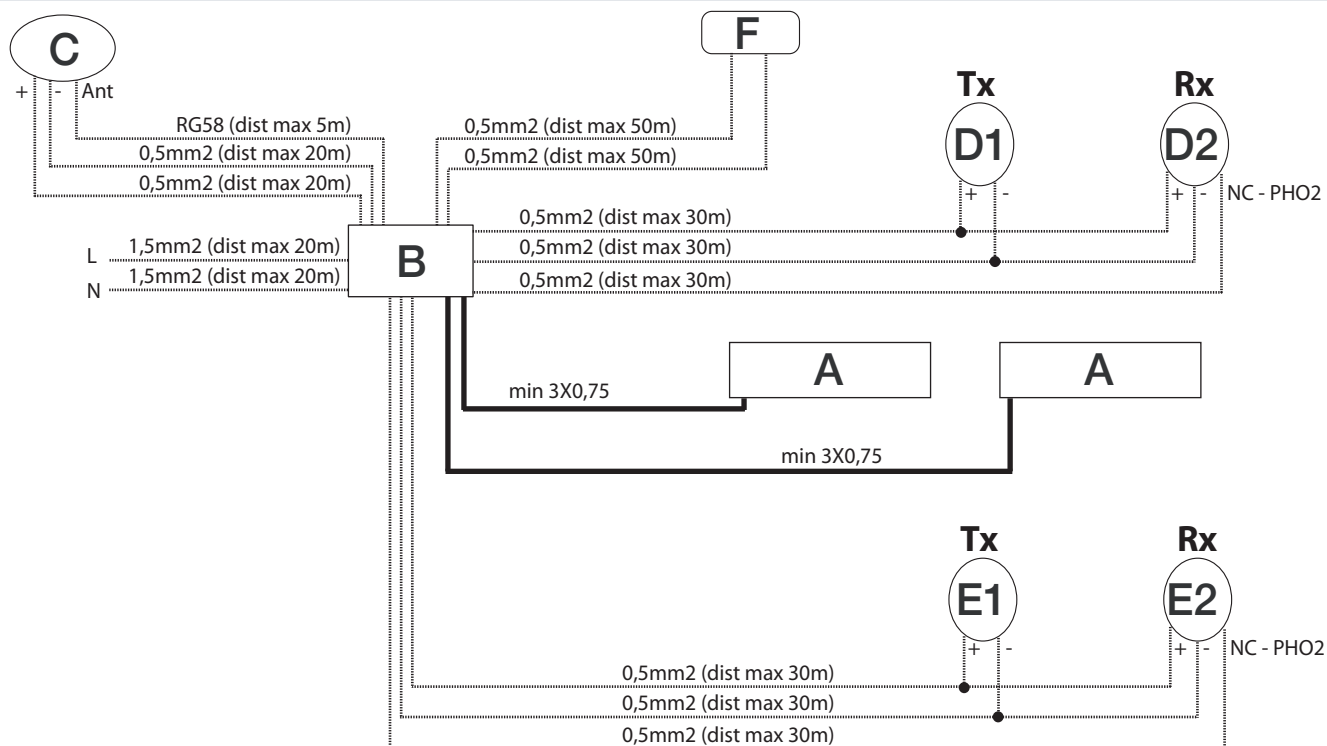 C
F
+ - Ant
Tx Rx
RG58 (dist max 5m)
0,5mm2 (dist max 50m)
D1 D2
0,5mm2 (dist max 20m)
0,5mm2 (dist max 50m)
0,5mm2 (dist max 20m)
+ - + - NC - PHO2
0,5mm2 (dist max 30m)
L 1,5mm2 (dist max 20m)
B
0,5mm2 (dist max 30m)
N 1,5mm2 (dist max 20m)
0,5mm2 (dist max 30m)
A A
min 3X0,75
min 3X0,75
Tx Rx
E1 E2
+ - + - NC - PHO2
0,5mm2 (dist max 30m)
0,5mm2 (dist max 30m)
0,5mm2 (dist max 30m)